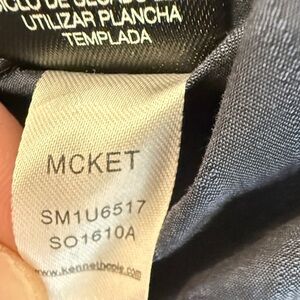 CICLO DE SECADO
UTILIZAR PLANCHA
TEMPLADA
MCKET
SM1U6517
SO1610A
www.kennethcole.com